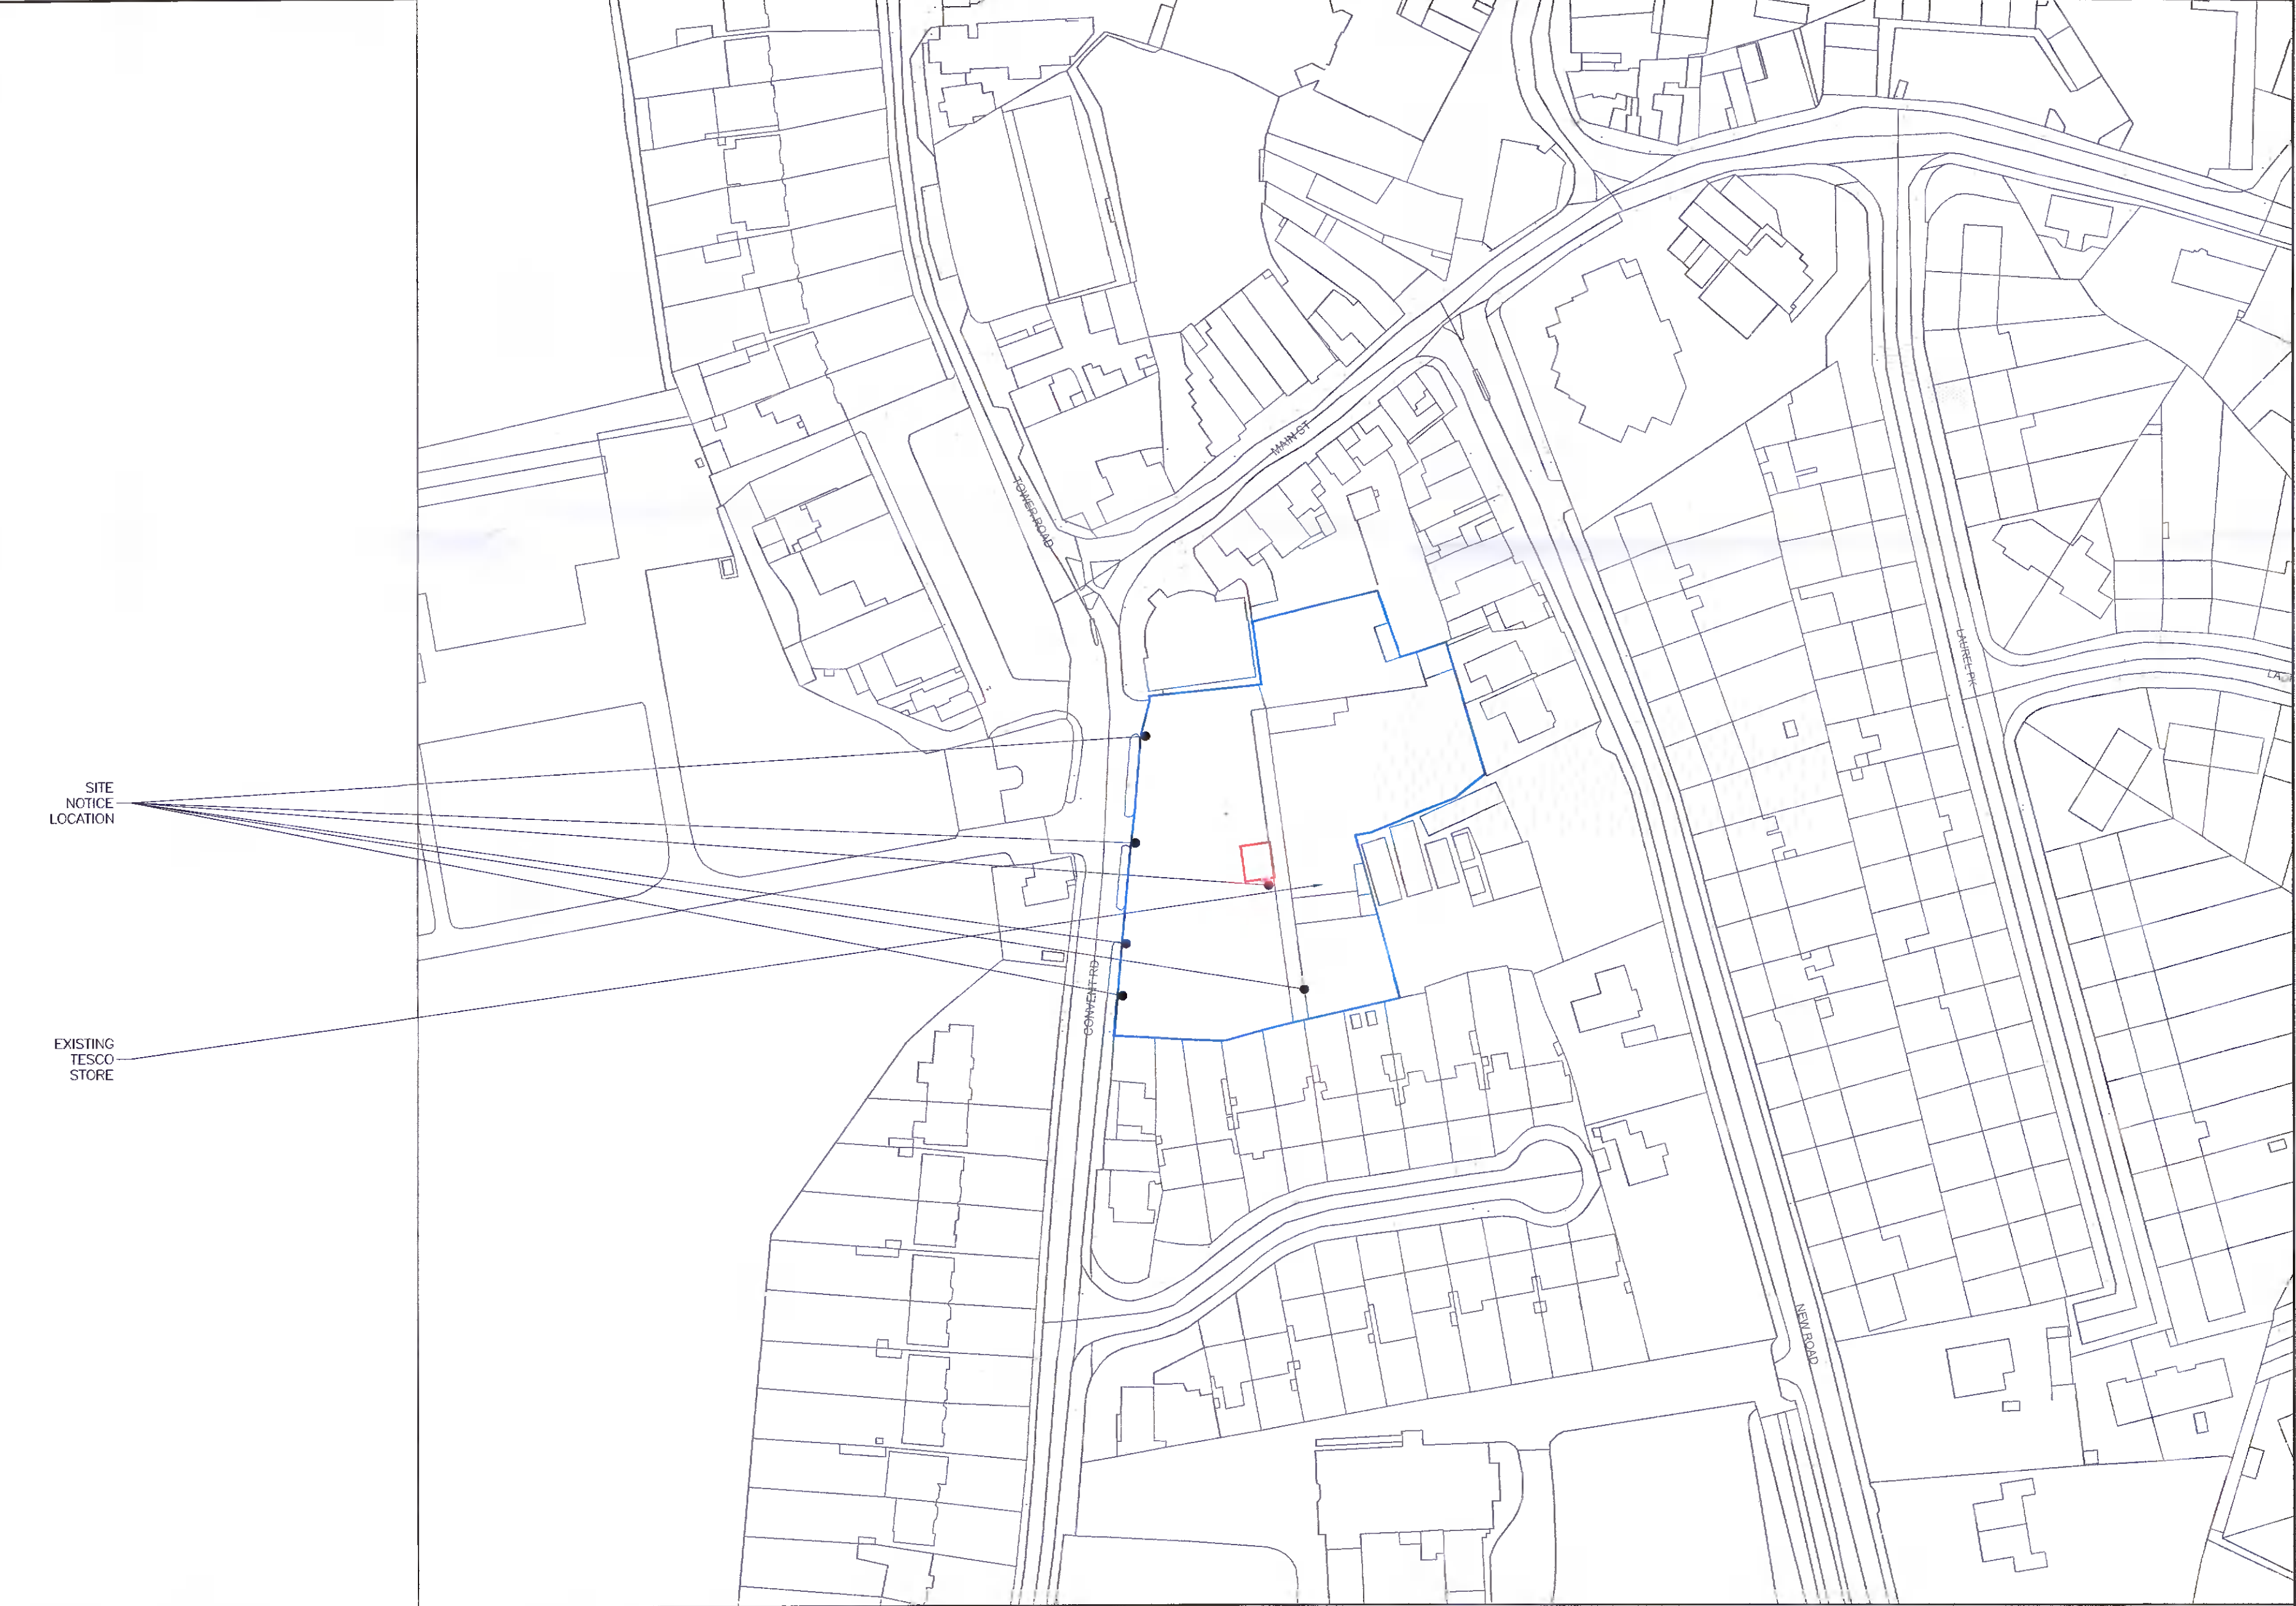 MAIN ST
TOWER ROAD
LAUREL PK
SITE
NOTICE
LOCATION
CONVENT RD
EXISTING
TESCO
STORE
NEW ROAD